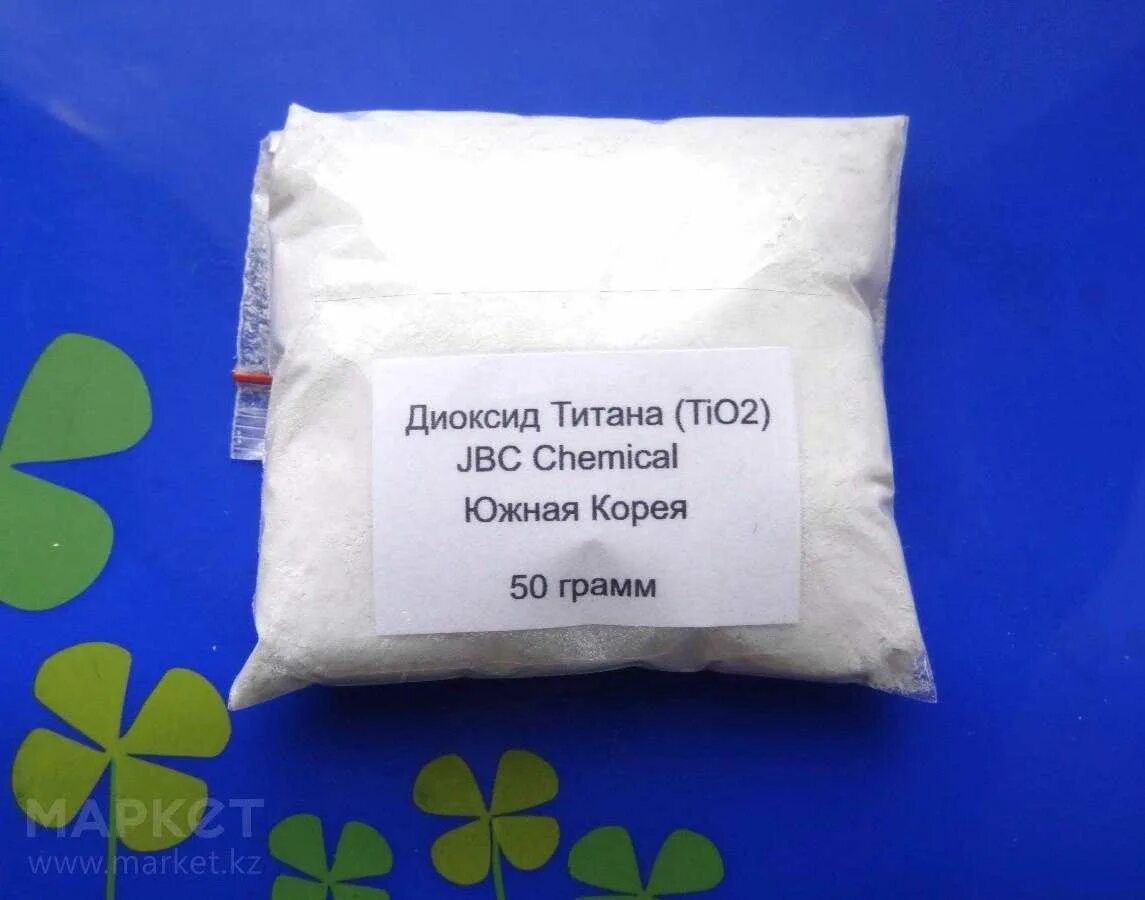 Диоксид Титана (TiO2)
JBC Chemical
Южная Корея
50 грамм
МАРКЕТ
www.market.kz